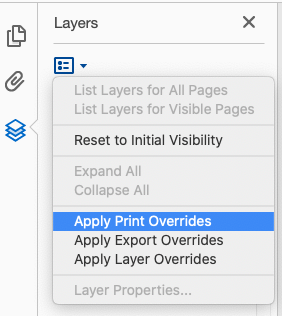 Layers
List Layers for All Pages
List Layers for Visible Pages
Reset to Initial Visibility
Expand All
Collapse All
Apply Print Overrides
Apply Export Overrides
Apply Layer Overrides
Layer Properties...